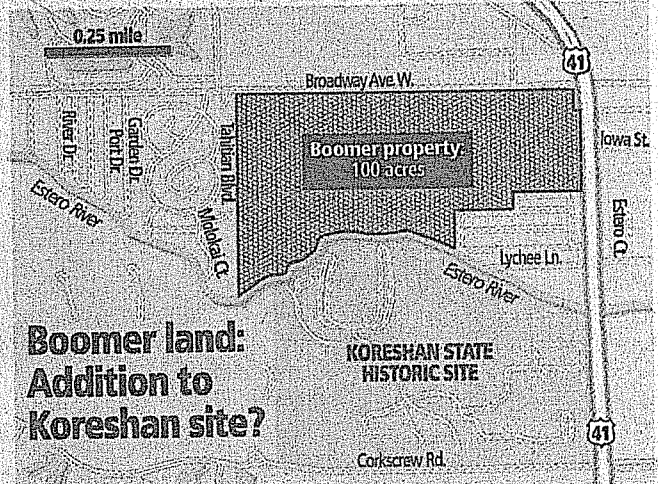 0.25 mile
41
Broadway Ave. W.
River Dr.
Garden Dr.
Port Dr.
Tahitian Blvd.
Boomer property:
100 acres
Iowa St.
Estero River
Molokai Ct.
Estero Ct.
Lychee Ln.
Estero River
Boomer land:
Addition to
Koreshan site?
KORESHAN STATE
HISTORIC SITE
41
Corkscrew Rd.